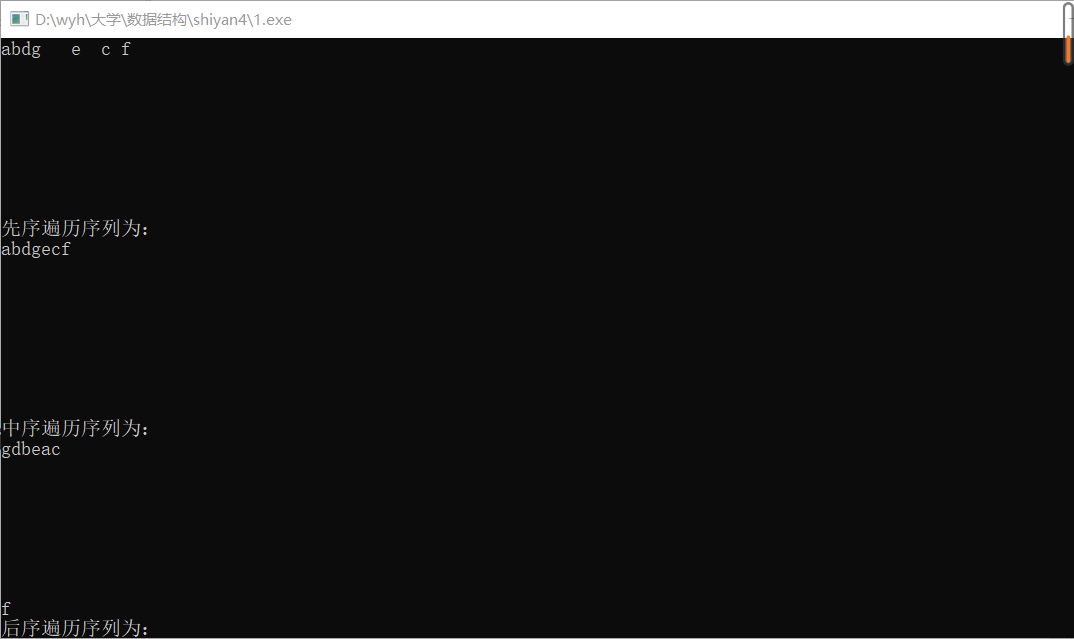 D:\wyh\大学\数据结构\shiyan4\1.exe
abdg   e  c f
先序遍历序列为:
abdgecf
中序遍历序列为:
gdbeac
f
后序遍历序列为: